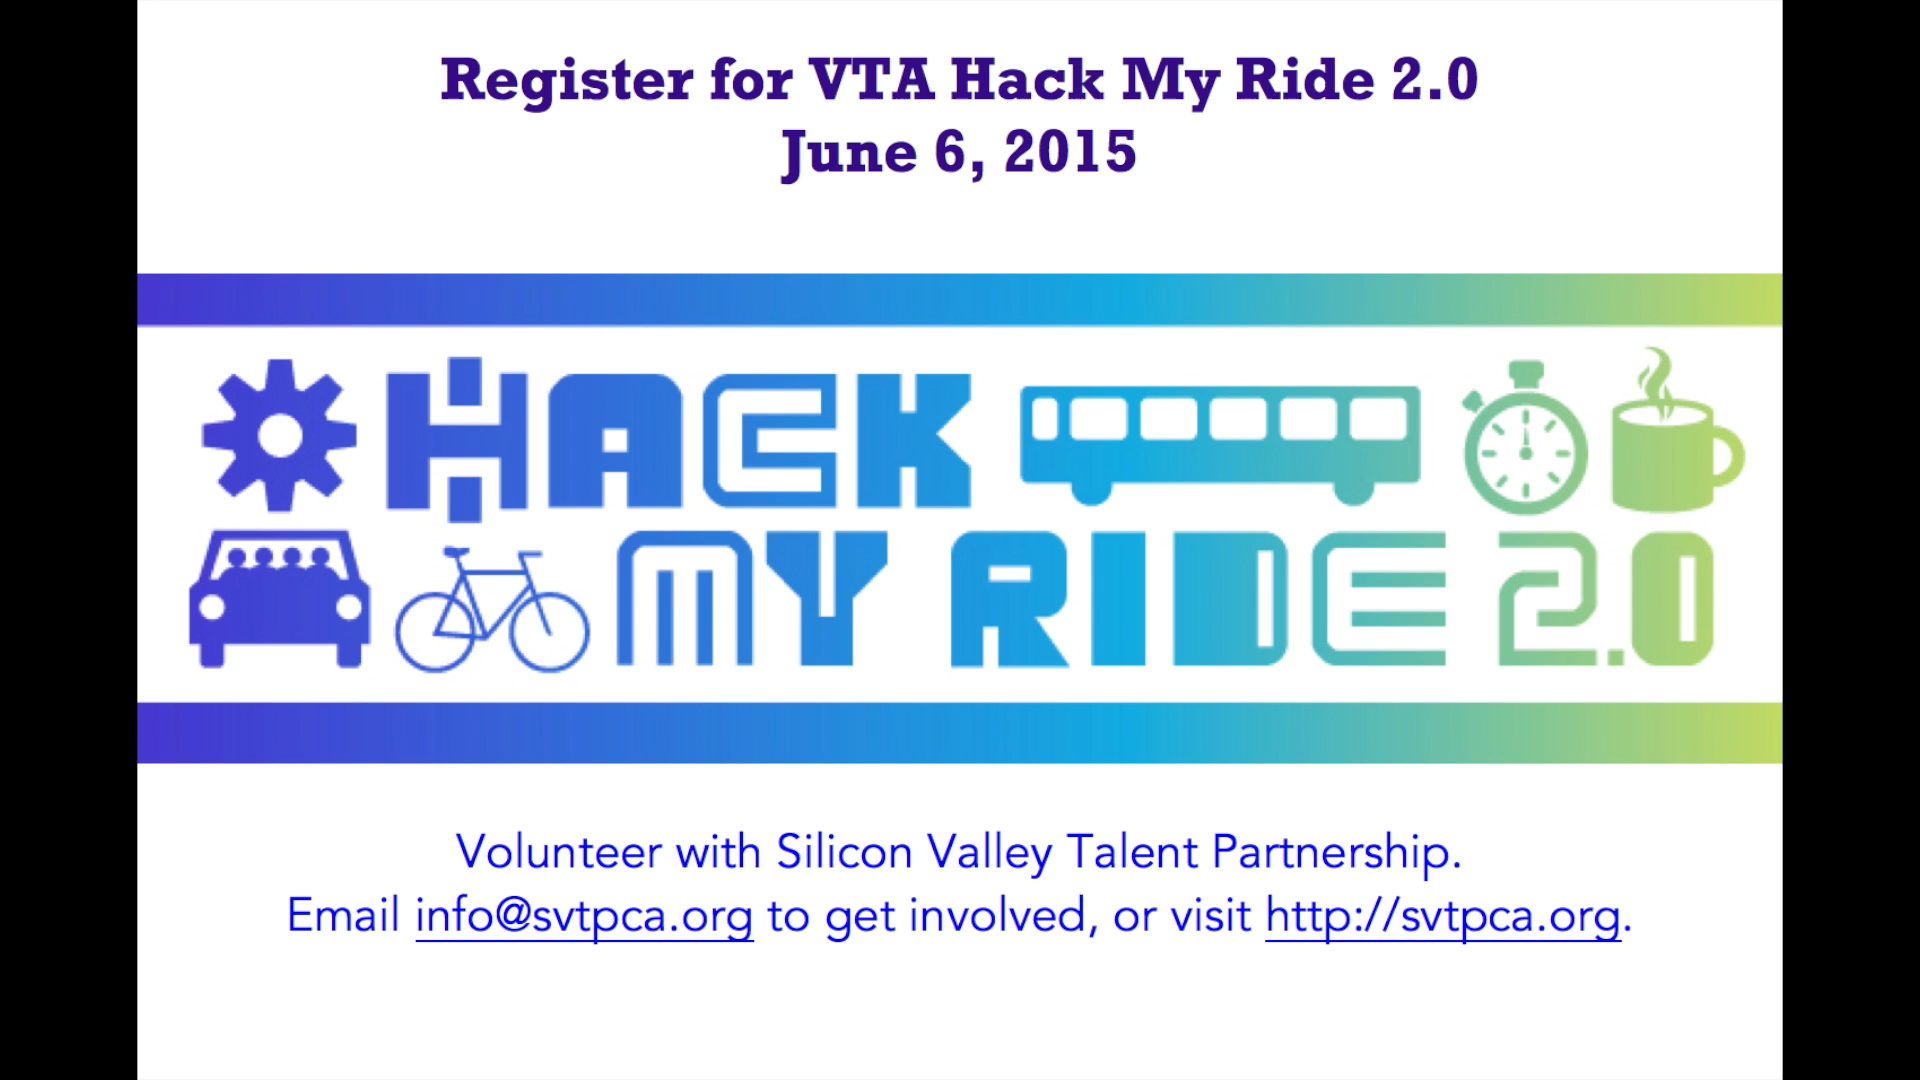 Register for VTA Hack My Ride 2.0
June 6, 2015
HACK
MY RIDE 2.0
Volunteer with Silicon Valley Talent Partnership.
Email info@svtpca.org to get involved, or visit http://svtpca.org.